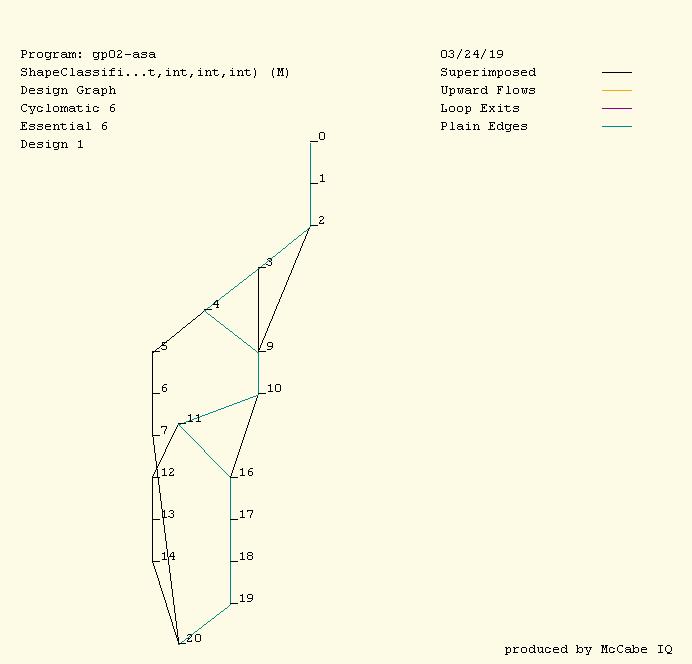 Program: gp02-asa
ShapeClassifi...t,int,int,int) (M)
Design Graph
Cyclomatic 6
Essential 6
Design 1
03/24/19
Superimposed
Upward Flows
Loop Exits
Plain Edges
0
1
2
3
4
5
9
6
10
11
7
12
16
13
17
14
18
19
20
produced by McCabe IQ